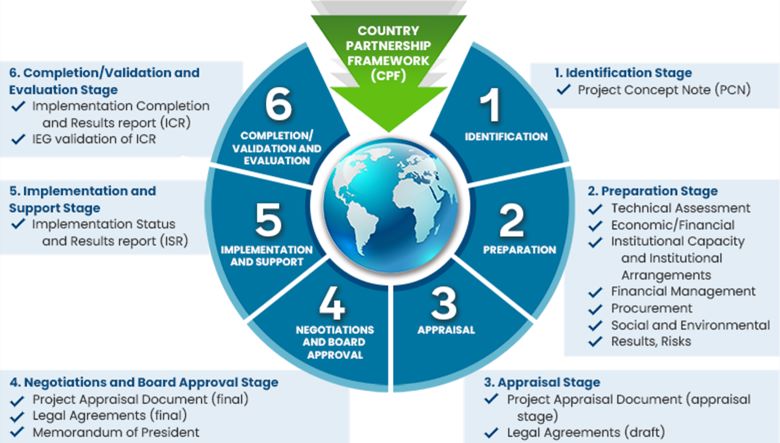 COUNTRY
PARTNERSHIP
FRAMEWORK
(CPF)
1
IDENTIFICATION
2
PREPARATION
3
APPRAISAL
4
NEGOTIATIONS
AND BOARD
APPROVAL
5
IMPLEMENTATION
AND SUPPORT
6
COMPLETION/
VALIDATION AND
EVALUATION
1. Identification Stage
Project Concept Note (PCN)
2. Preparation Stage
Technical Assessment
Economic/Financial
Institutional Capacity
and Institutional
Arrangements
Financial Management
Procurement
Social and Environmental
Results, Risks
3. Appraisal Stage
Project Appraisal Document (appraisal
stage)
Legal Agreements (draft)
4. Negotiations and Board Approval Stage
Project Appraisal Document (final)
Legal Agreements (final)
Memorandum of President
5. Implementation and
Support Stage
Implementation Status
and Results report (ISR)
6. Completion/Validation and
Evaluation Stage
Implementation Completion
and Results report (ICR)
IEG validation of ICR